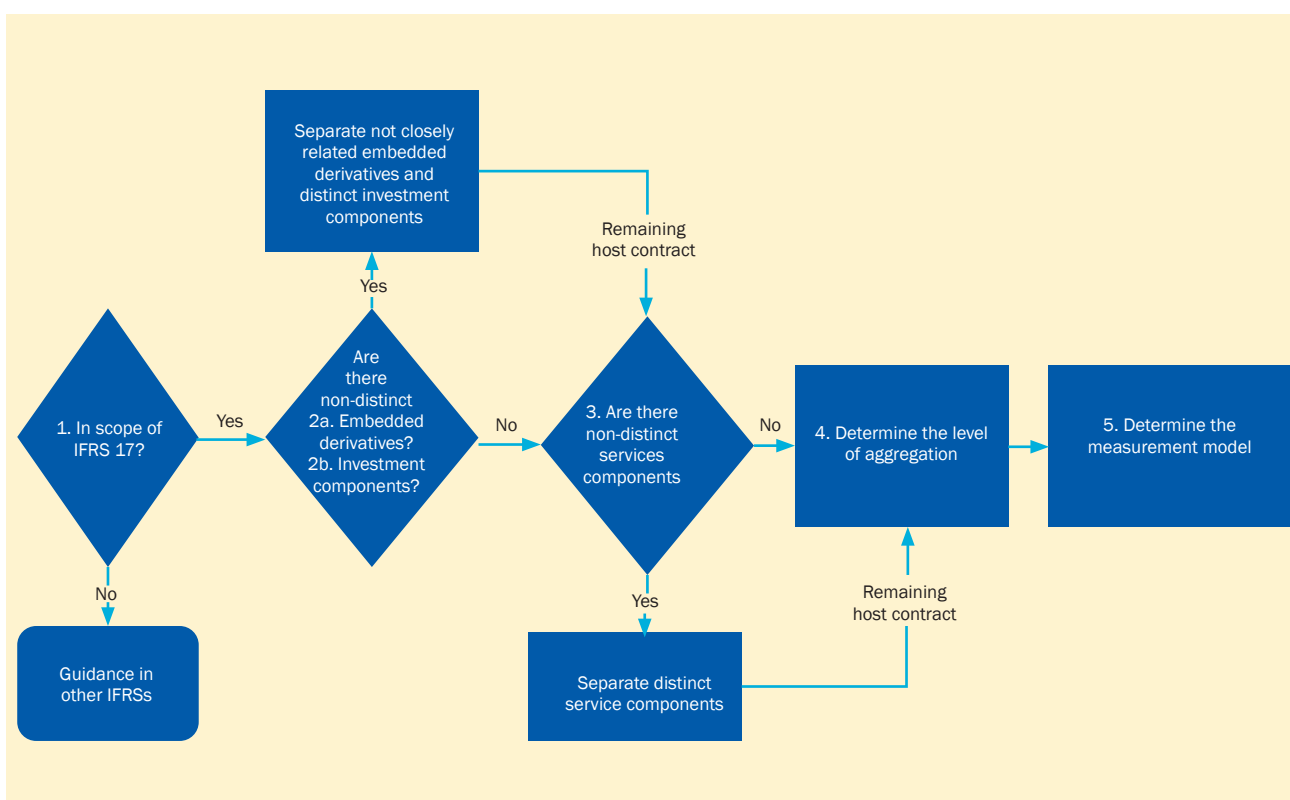 Separate not closely
related embedded
derivatives and
distinct investment
components
Remaining
host contract
Yes
1. In scope of
IFRS 17?
Yes
Are
there
non-distinct
2a. Embedded
derivatives?
2b. Investment
components?
No
3. Are there
non-distinct
services
components
No
4. Determine the level
of aggregation
5. Determine the
measurement model
No
Guidance in
other IFRSs
Yes
Separate distinct
service components
Remaining
host contract